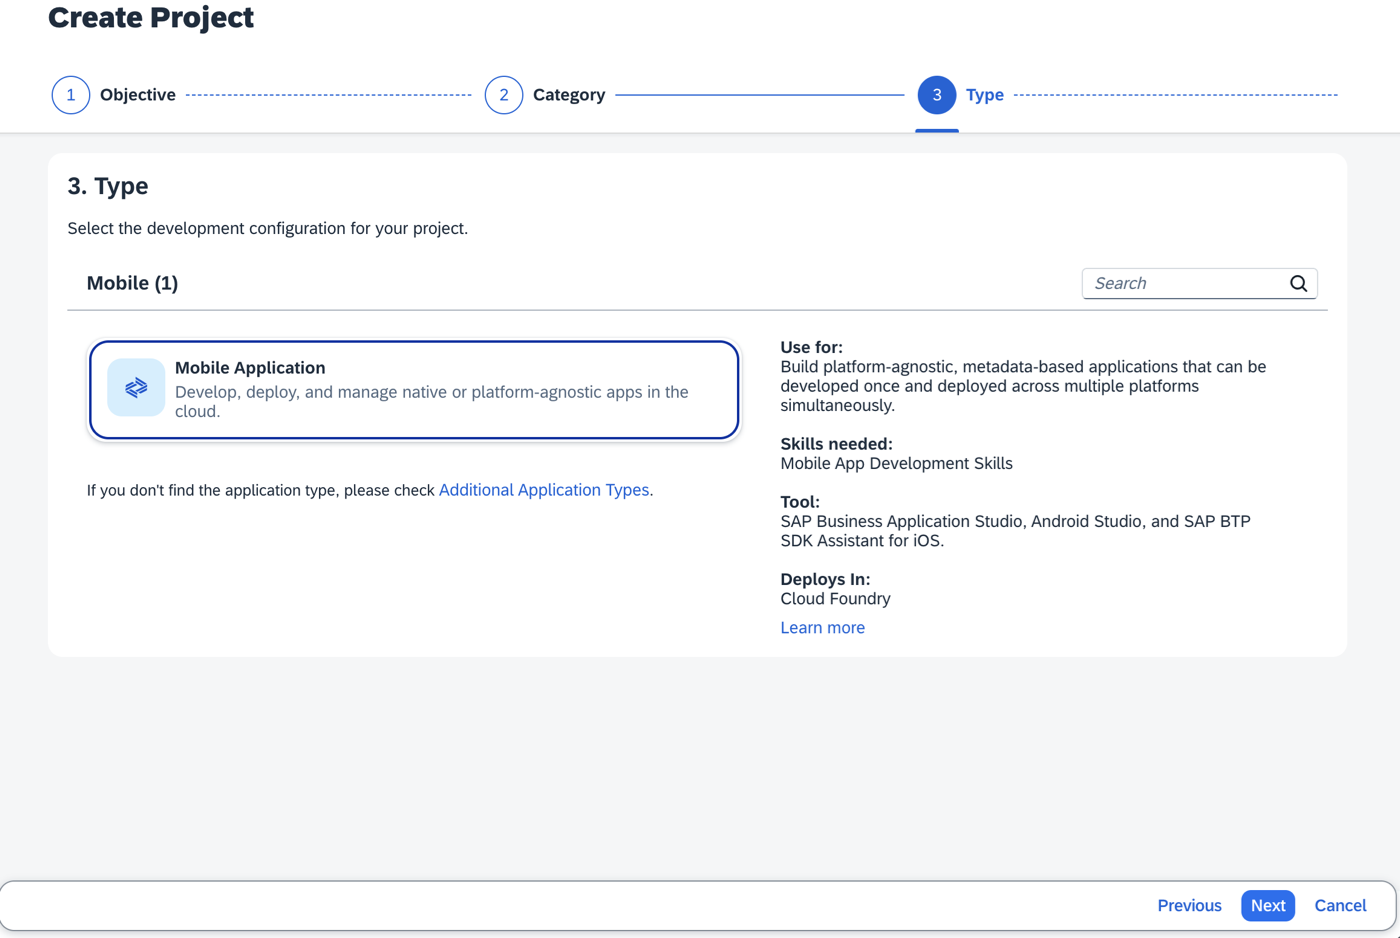 Create Project
1 Objective 2 Category 3 Type
3. Type
Select the development configuration for your project.
Mobile (1)
Search
Mobile Application
Develop, deploy, and manage native or platform-agnostic apps in the
cloud.
If you don't find the application type, please check Additional Application Types.
Use for:
Build platform-agnostic, metadata-based applications that can be
developed once and deployed across multiple platforms
simultaneously.
Skills needed:
Mobile App Development Skills
Tool:
SAP Business Application Studio, Android Studio, and SAP BTP
SDK Assistant for iOS.
Deploys In:
Cloud Foundry
Learn more
Previous Next Cancel